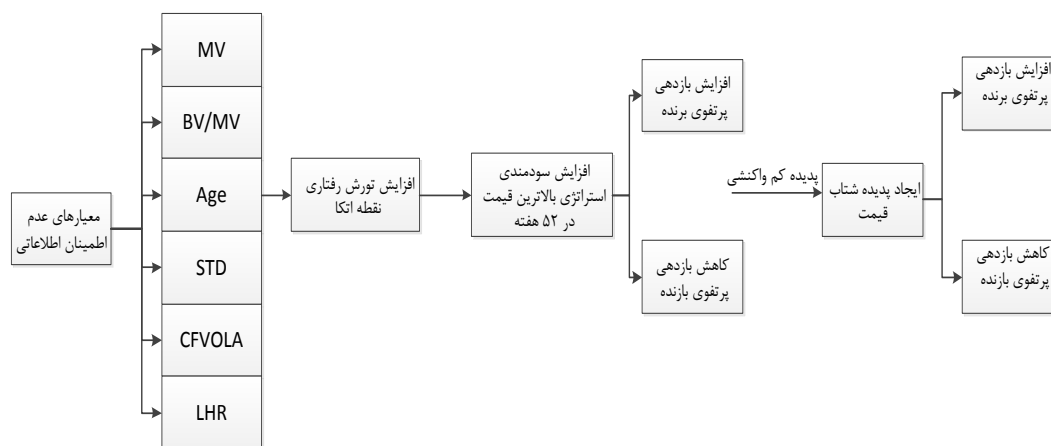 معیارهای عدم
اطمینان اطلاعاتی
MV
BV/MV
Age
STD
CFVOLA
LHR
افزایش تورش رفتاری
نقطه اتکا
افزایش سودمندی
استراتژی بالاترین قیمت
در ۵۲ هفته
افزایش بازدهی
پرتفوی برنده
کاهش بازدهی
پرتفوی بازنده
پدیده کم واکنشی
ایجاد پدیده شتاب
قیمت
افزایش بازدهی
پرتفوی برنده
کاهش بازدهی
پرتفوی بازنده